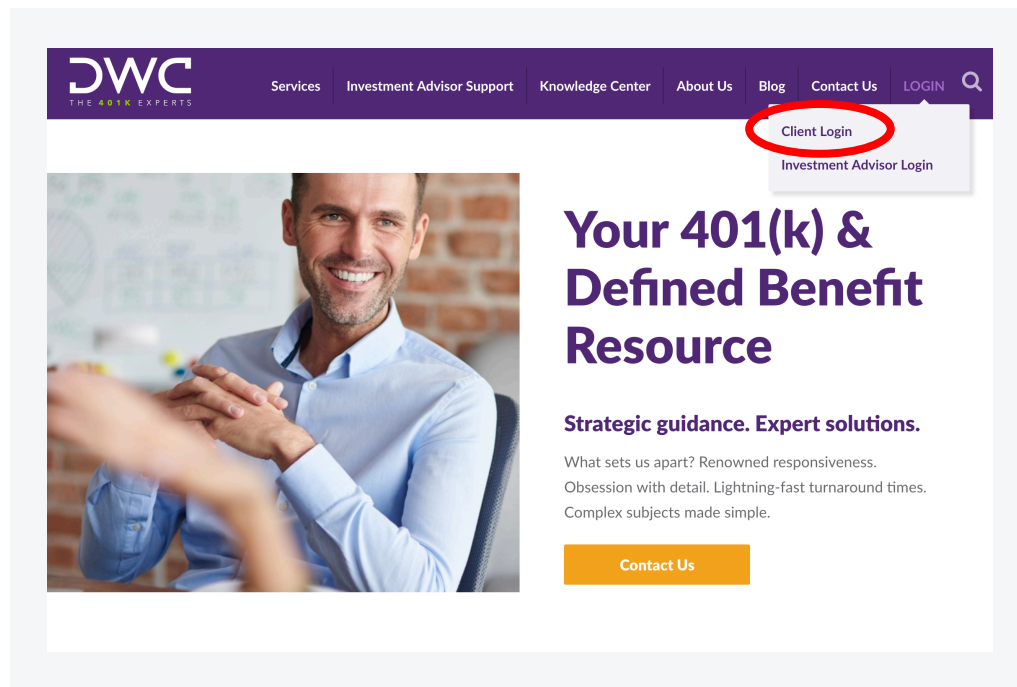 DWC
THE 401K EXPERTS
Services Investment Advisor Support Knowledge Center About Us Blog Contact Us LOGIN
Client Login
Investment Advisor Login
Your 401(k) &
Defined Benefit
Resource
Strategic guidance. Expert solutions.
What sets us apart? Renowned responsiveness.
Obsession with detail. Lightning-fast turnaround times.
Complex subjects made simple.
Contact Us